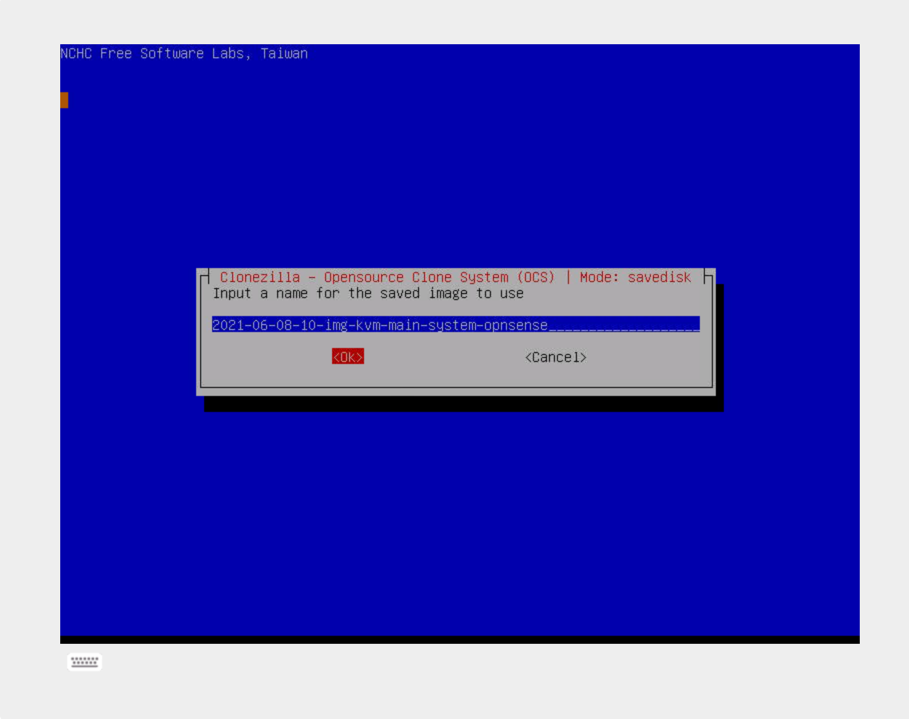 NCHC Free Software Labs, Taiwan
Clonezilla - Opensource Clone System (OCS) | Mode: savedisk
Input a name for the saved image to use
2021-06-08-10-img-kvm-main-system-opnsense___________________
<Ok> <Cancel>